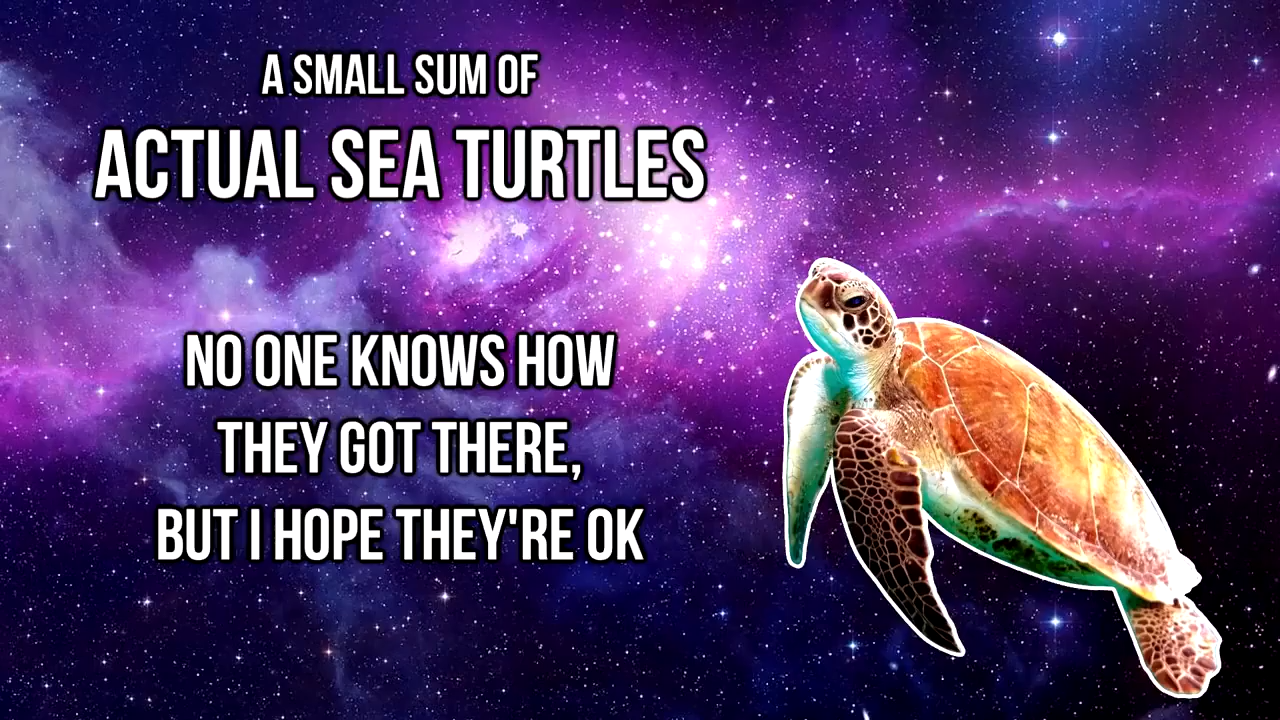 A SMALL SUM OF
ACTUAL SEA TURTLES
NO ONE KNOWS HOW
THEY GOT THERE,
BUT I HOPE THEY'RE OK